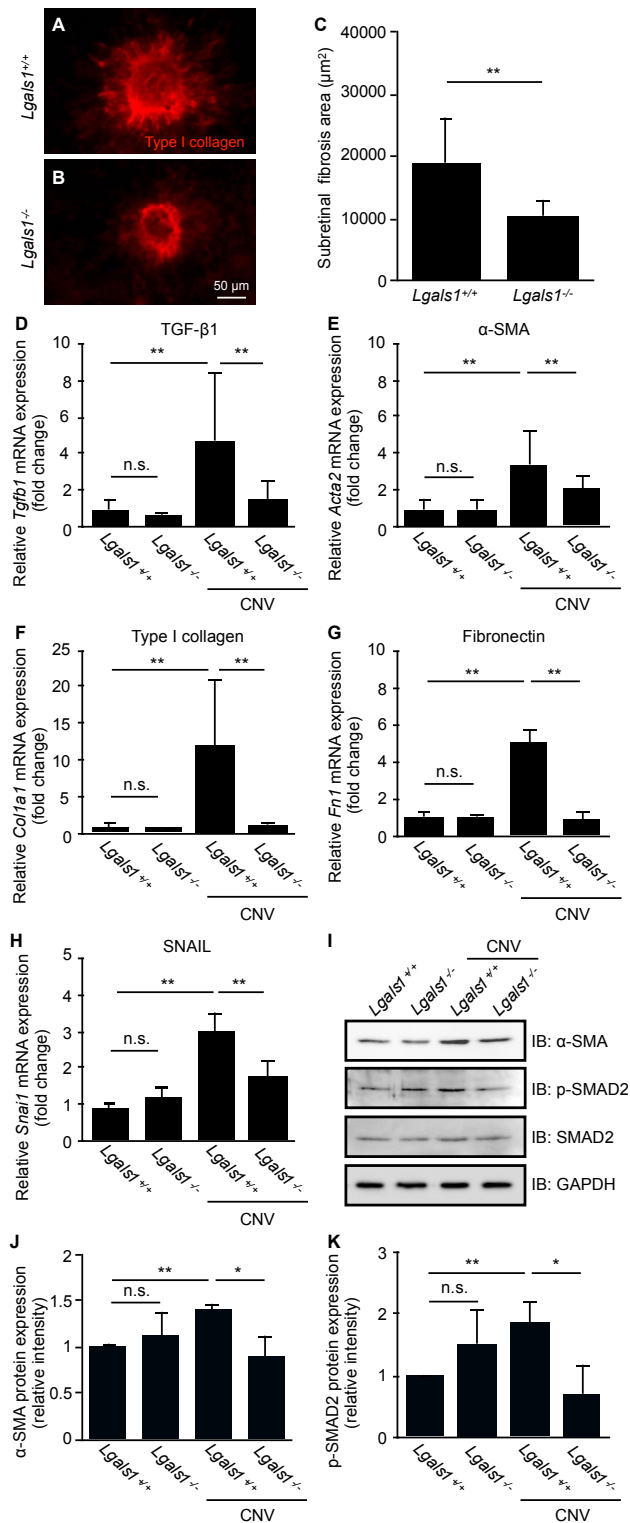 A
Lgals1+/+
Type I collagen
B
Lgals1-/-
50 µm
C
Subretinal fibrosis area (µm2)
40000
30000
20000
10000
0
**
Lgals1+/+ Lgals1-/-
D
TGF-β1
Relative Tgfb1 mRNA expression
(fold change)
10
8
6
4
2
0
** **
n.s.
Lgals1+/+ Lgals1-/- Lgals1+/+ Lgals1-/-
CNV
E
α-SMA
Relative Acta2 mRNA expression
(fold change)
10
8
6
4
2
0
** **
n.s.
Lgals1+/+ Lgals1-/- Lgals1+/+ Lgals1-/-
CNV
F
Type I collagen
Relative Col1a1 mRNA expression
(fold change)
25
20
15
10
5
0
** **
n.s.
Lgals1+/+ Lgals1-/- Lgals1+/+ Lgals1-/-
CNV
G
Fibronectin
Relative Fn1 mRNA expression
(fold change)
10
8
6
4
2
0
** **
n.s.
Lgals1+/+ Lgals1-/- Lgals1+/+ Lgals1-/-
CNV
H
SNAIL
Relative Snai1 mRNA expression
(fold change)
5
4
3
2
1
0
** **
n.s.
Lgals1+/+ Lgals1-/- Lgals1+/+ Lgals1-/-
CNV
I
CNV
Lgals1+/+ Lgals1-/- Lgals1+/+ Lgals1-/-
IB: α-SMA
IB: p-SMAD2
IB: SMAD2
IB: GAPDH
J
α-SMA protein expression
(relative intensity)
2
1.5
1
0.5
0
** *
n.s.
Lgals1+/+ Lgals1-/- Lgals1+/+ Lgals1-/-
CNV
K
p-SMAD2 protein expression
(relative intensity)
3
2
1
0
** *
n.s.
Lgals1+/+ Lgals1-/- Lgals1+/+ Lgals1-/-
CNV